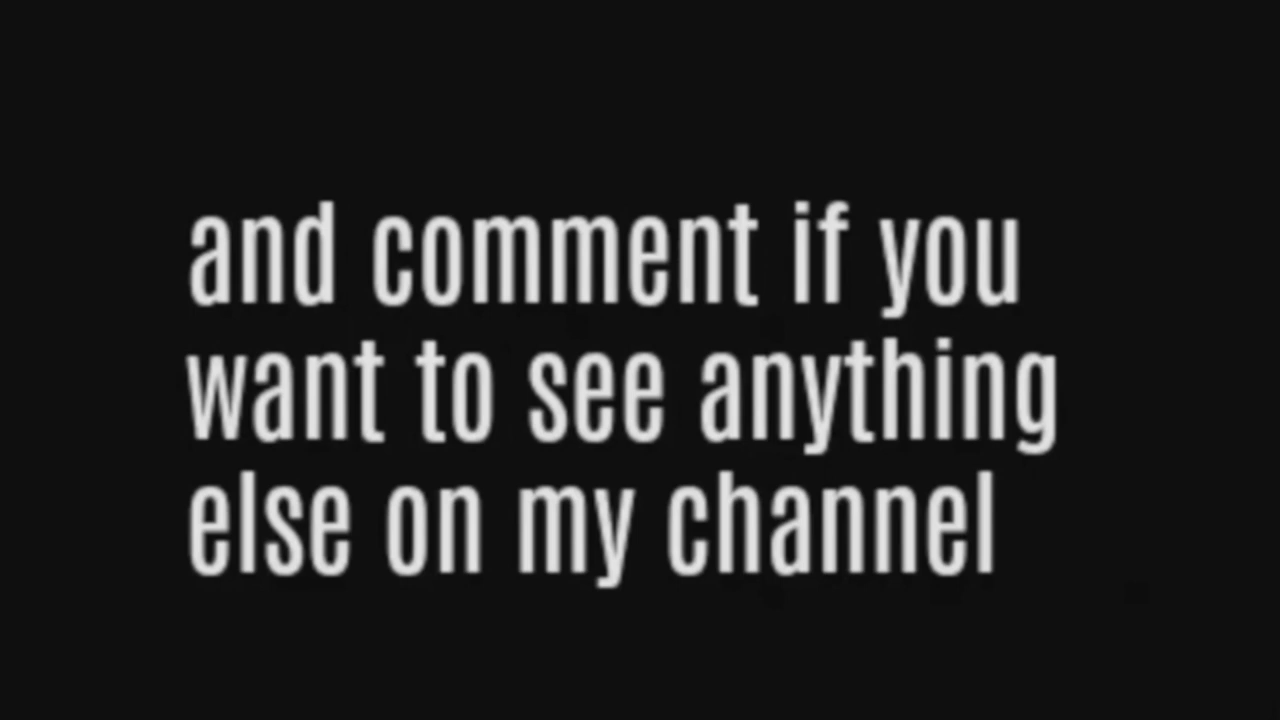 and comment if you
want to see anything
else on my channel